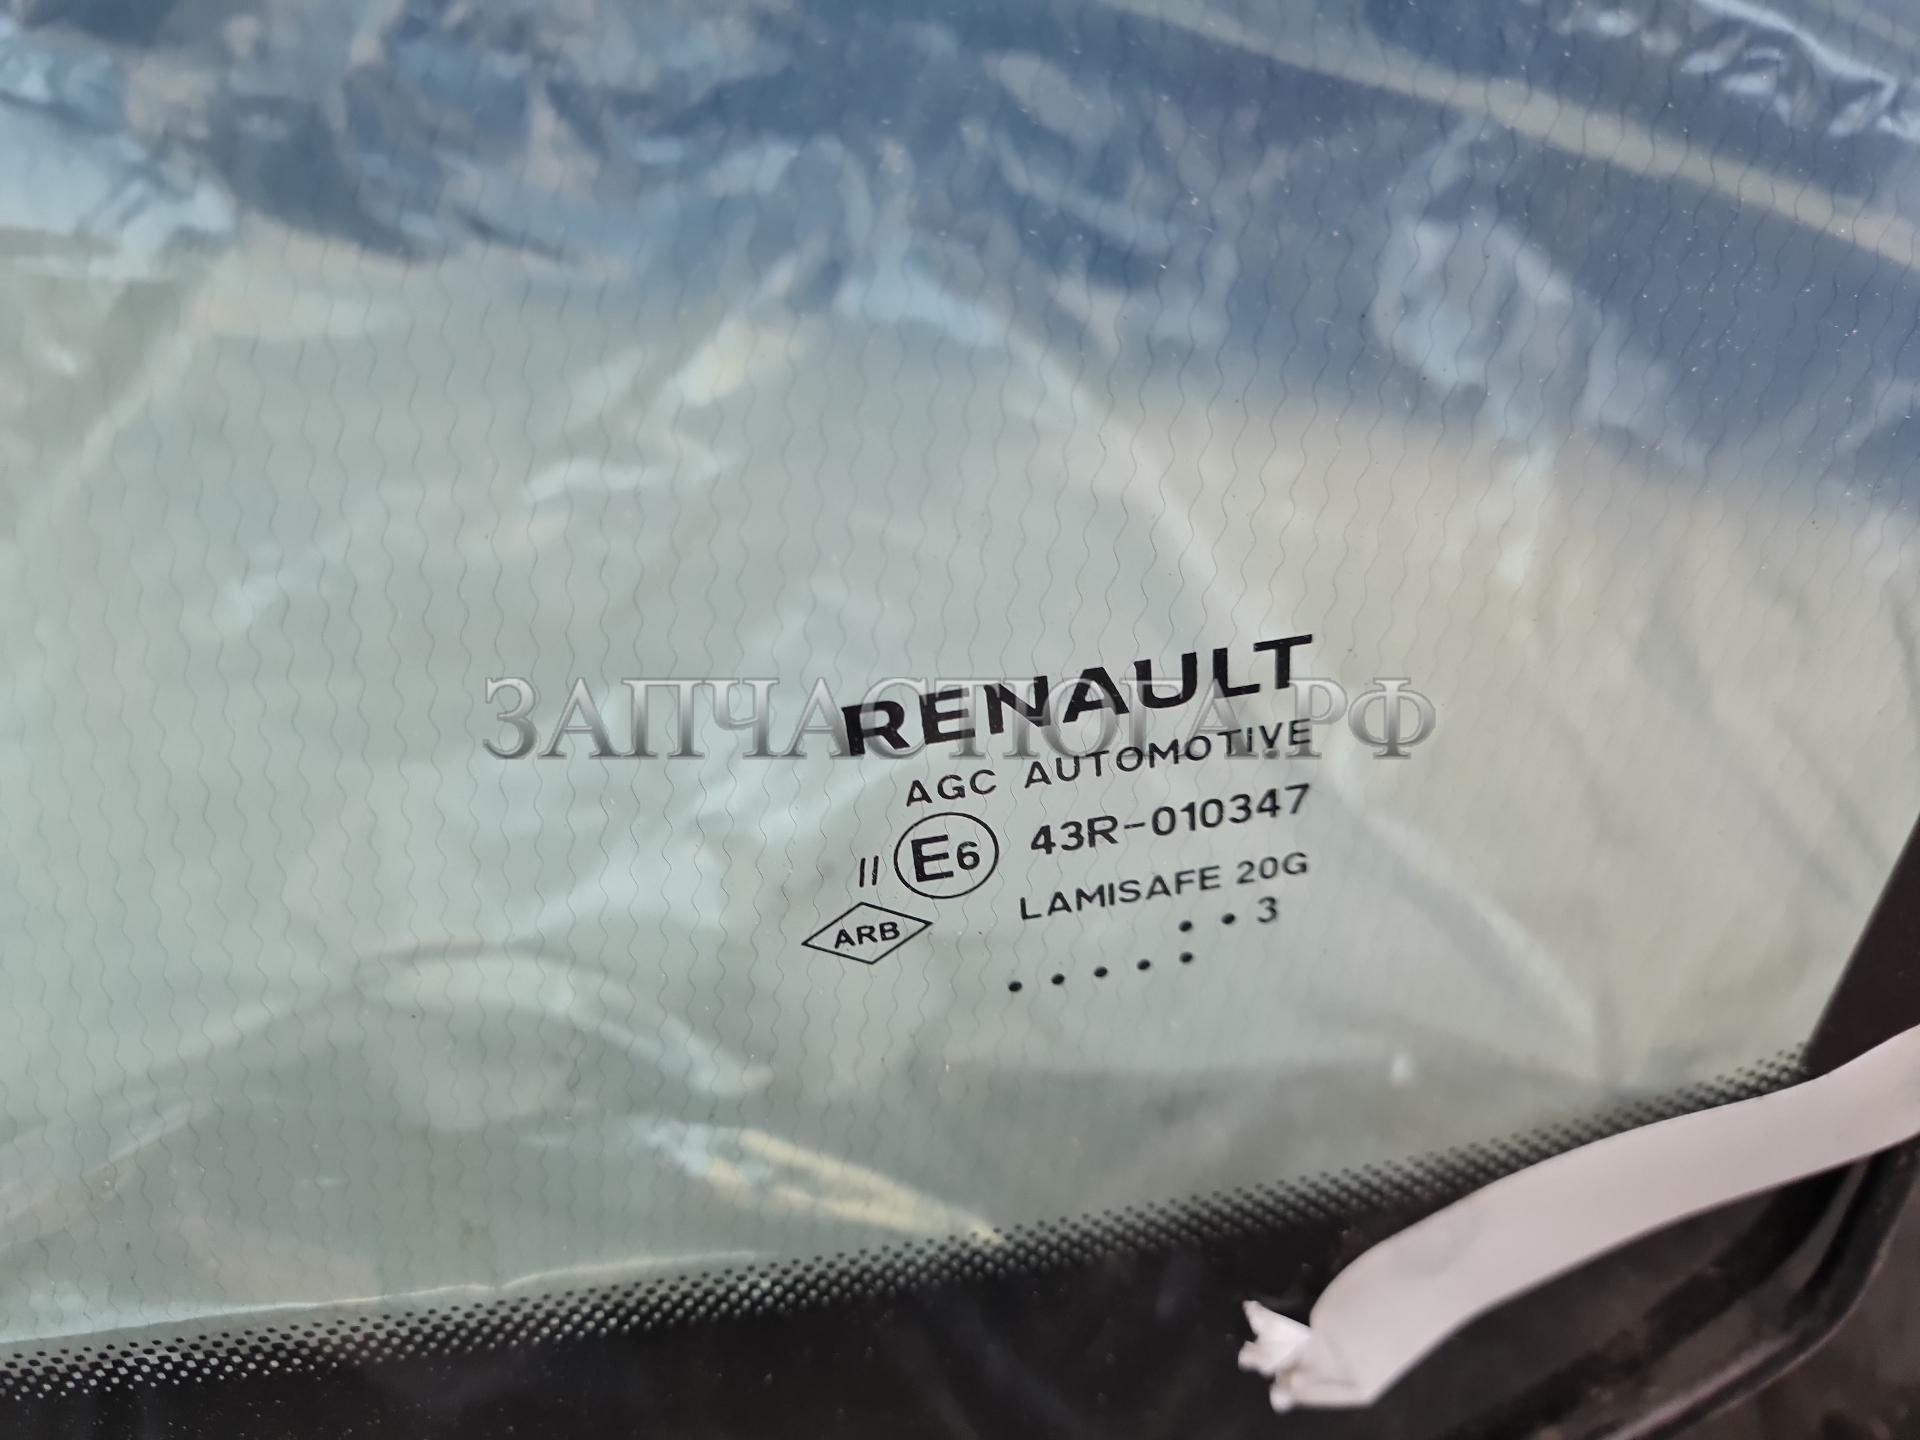 RENAULT
ЗАПЧАСТЮГА.РФ
AGC AUTOMOTIVE
II E6 43R-010347
LAMISAFE 20G
ARB
. . 3
. . . . .